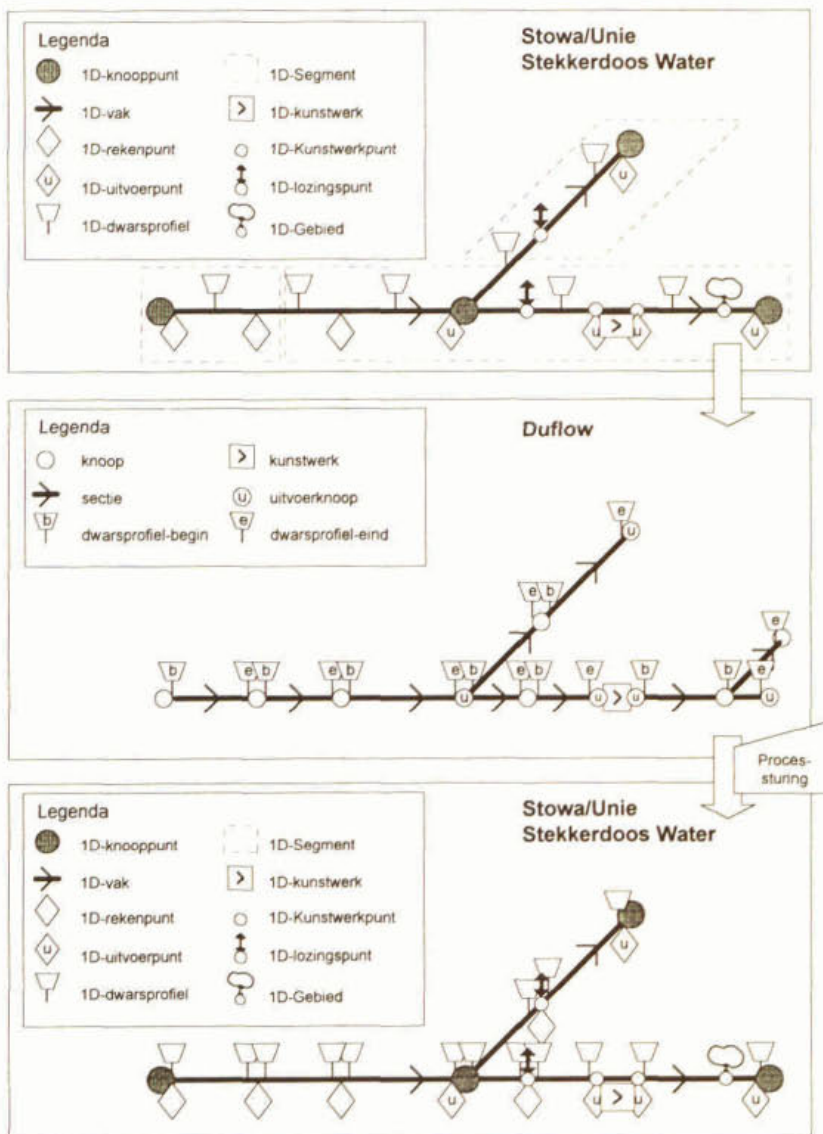 Legenda
Stowa/Unie
Stekkerdoos Water
1D-knooppunt
1D-Segment
1D-vak
> 1D-kunstwerk
1D-rekenpunt
1D-Kunstwerkpunt
u 1D-uitvoerpunt
1D-lozingspunt
1D-dwarsprofiel
1D-Gebied
u
u u u u
>
Legenda
Duflow
knoop
> kunstwerk
sectie
u uitvoerknoop
b dwarsprofiel-begin
e dwarsprofiel-eind
e
u
e b
e
b e b e b e b e b e b b e
u u > u u
Proces-
sturing
Legenda
Stowa/Unie
Stekkerdoos Water
1D-knooppunt
1D-Segment
1D-vak
> 1D-kunstwerk
1D-rekenpunt
1D-Kunstwerkpunt
u 1D-uitvoerpunt
1D-lozingspunt
1D-dwarsprofiel
1D-Gebied
u
u u > u u